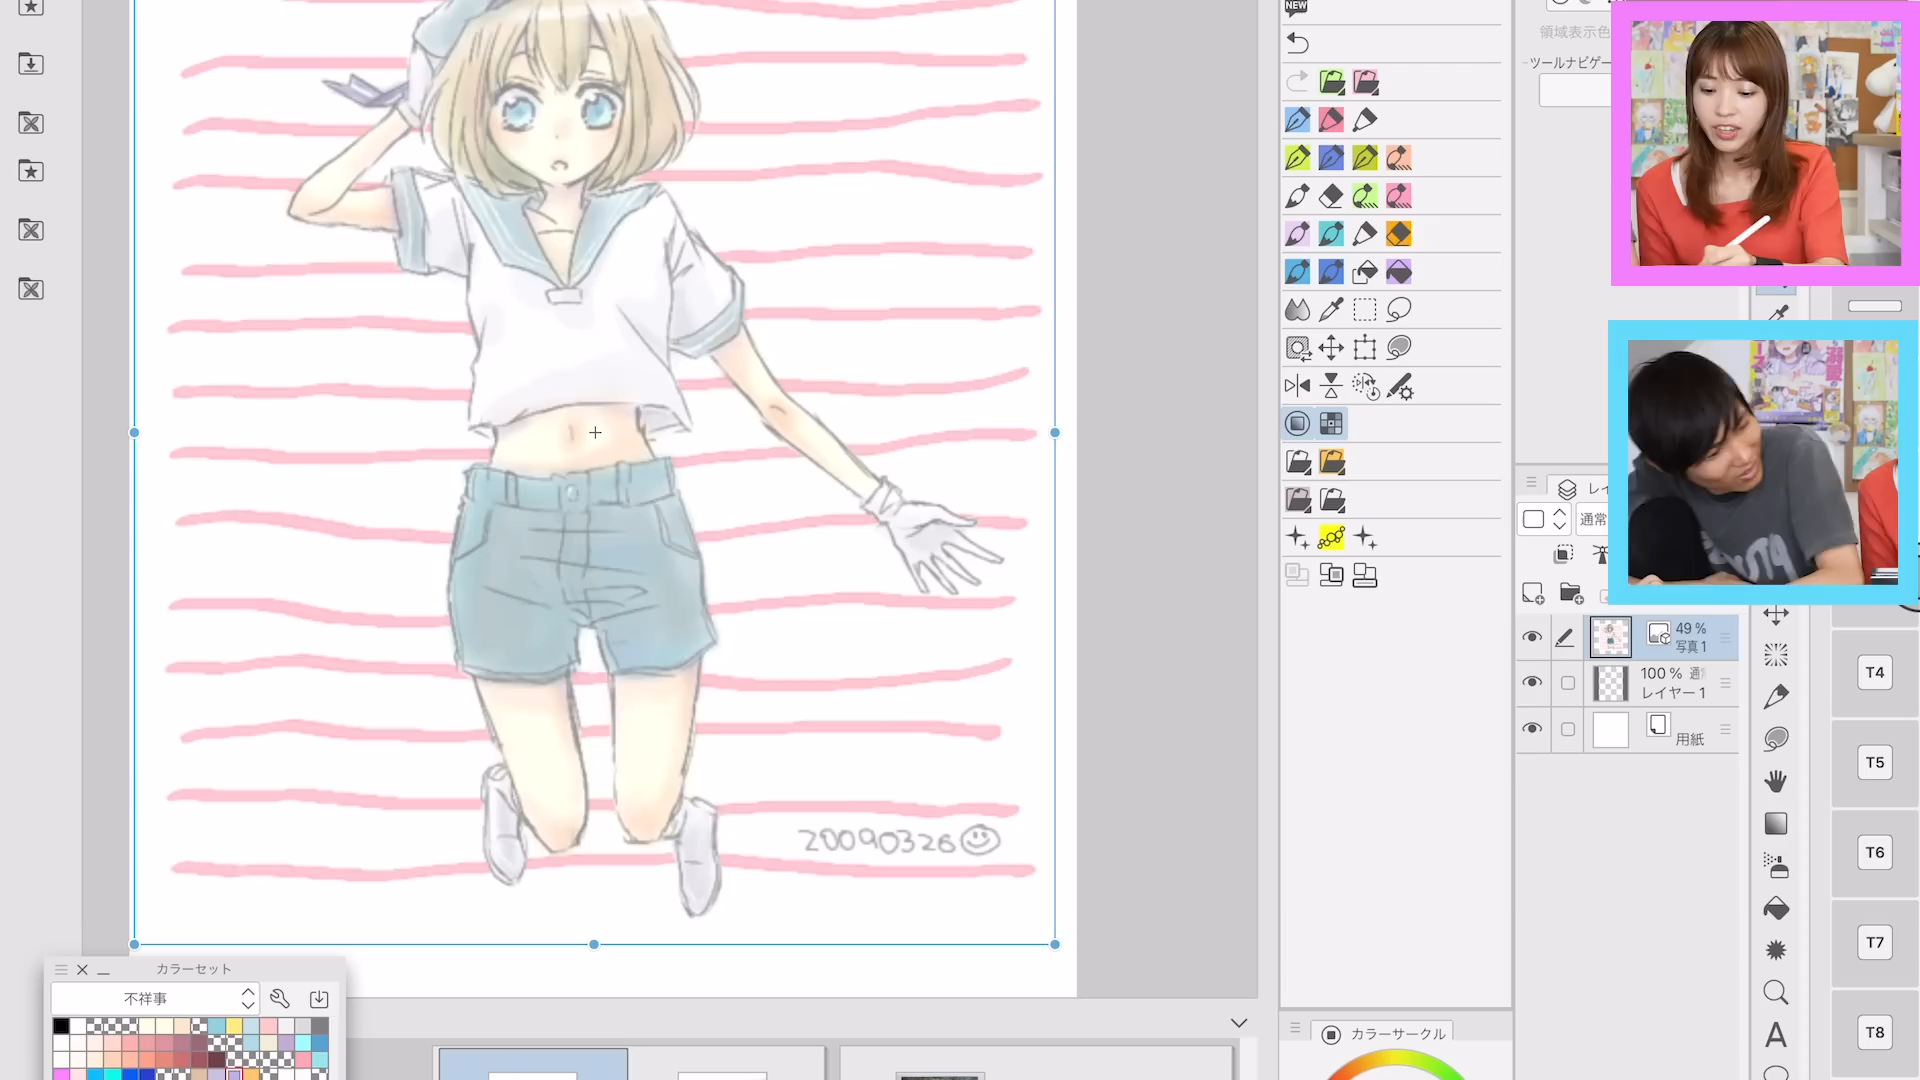 NEW
領域表示色
ツールナビゲー
通常
49 %
写真 1
100 %
レイヤー 1
用紙
T4
T5
T6
T7
T8
20090326
カラーセット
不祥事
カラーサークル
A